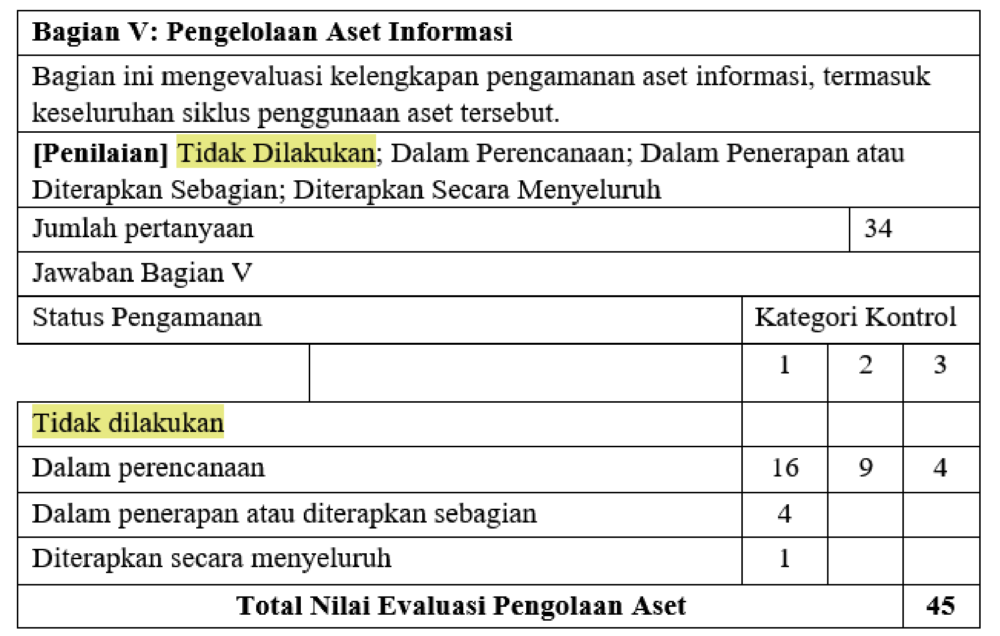 Bagian V: Pengelolaan Aset Informasi
Bagian ini mengevaluasi kelengkapan pengamanan aset informasi, termasuk
keseluruhan siklus penggunaan aset tersebut.
[Penilaian] Tidak Dilakukan; Dalam Perencanaan; Dalam Penerapan atau
Diterapkan Sebagian; Diterapkan Secara Menyeluruh
Jumlah pertanyaan 34
Jawaban Bagian V
Status Pengamanan Kategori Kontrol
1 2 3
Tidak dilakukan
Dalam perencanaan 16 9 4
Dalam penerapan atau diterapkan sebagian 4
Diterapkan secara menyeluruh 1
Total Nilai Evaluasi Pengolaan Aset 45